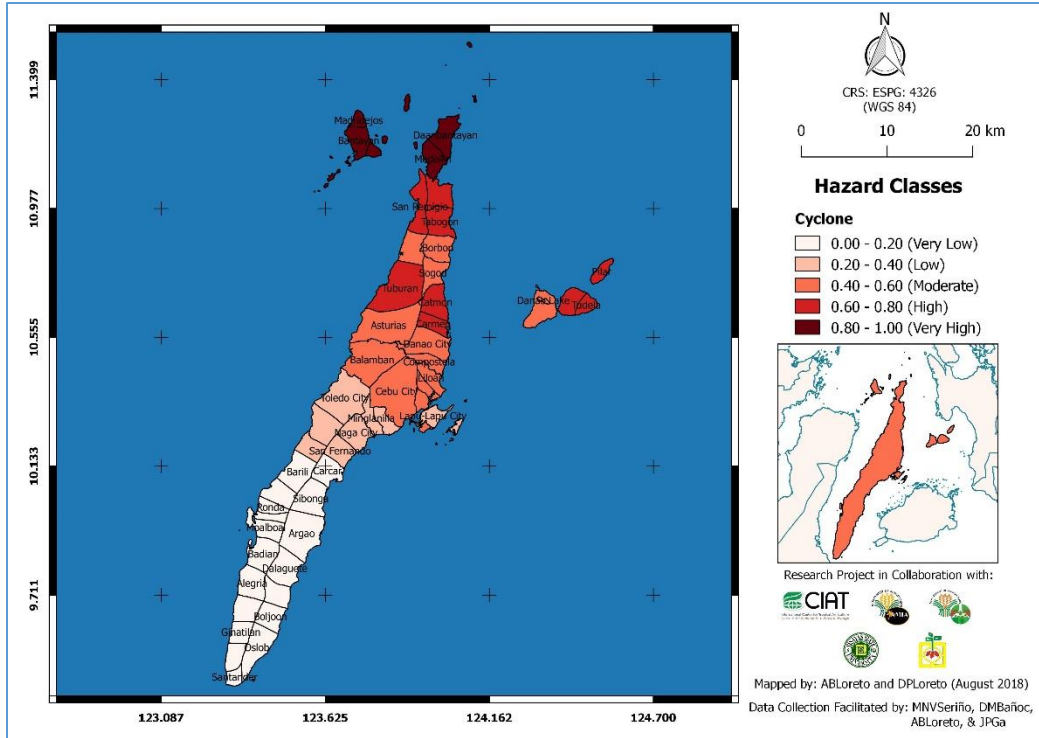 11.399
10.977
10.555
10.133
9.711
123.087
123.625
124.162
124.700
Madridejos
Bantayan
Daanbantayan
Medellin
San Remigio
Tabogon
Borbon
Sogod
Tuburan
Catmon
Carmen
Asturias
Danao City
Balamban
Compostela
Liloan
Cebu City
Toledo City
Lapu-Lapu City
Minglanilla
Naga City
San Fernando
Barili
Carcar
Sibonga
Ronda
Moalboal
Argao
Badian
Dalaguete
Alegria
Boljoon
Ginatilan
Oslob
Santander
Pilar
Tudela
N
CRS: ESPG: 4326
(WGS 84)
0 10 20 km
Hazard Classes
Cyclone
0.00 - 0.20 (Very Low)
0.20 - 0.40 (Low)
0.40 - 0.60 (Moderate)
0.60 - 0.80 (High)
0.80 - 1.00 (Very High)
Research Project in Collaboration with:
CIAT
Mapped by: ABLoreto and DPLoreto (August 2018)
Data Collection Facilitated by: MNVSeriño, DMBañoc,
ABLoreto, & JPGa